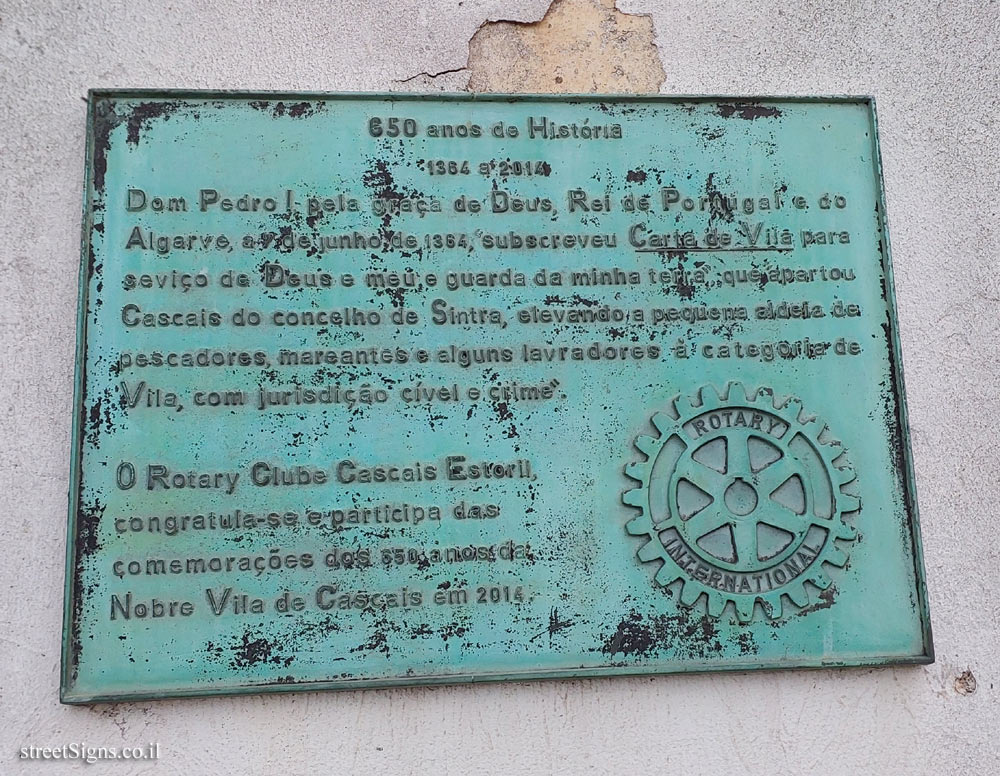 650 anos de História
1364 a 2014
Dom Pedro I, pela graça de Deus, Rei de Portugal e do
Algarve, a 7 de junho de 1364, "subscreveu Carta de Vila para
seviço de Deus e meu e guarda da minha terra", que apartou
Cascais do concelho de Sintra, elevando a pequena aldeia de
pescadores, mareantes e alguns lavradores à categoria de
Vila, com jurisdição cível e crime".
O Rotary Clube Cascais Estoril,
congratula-se e participa das
comemorações dos 650 anos da
Nobre Vila de Cascais em 2014.
ROTARY
INTERNATIONAL
streetSigns.co.il